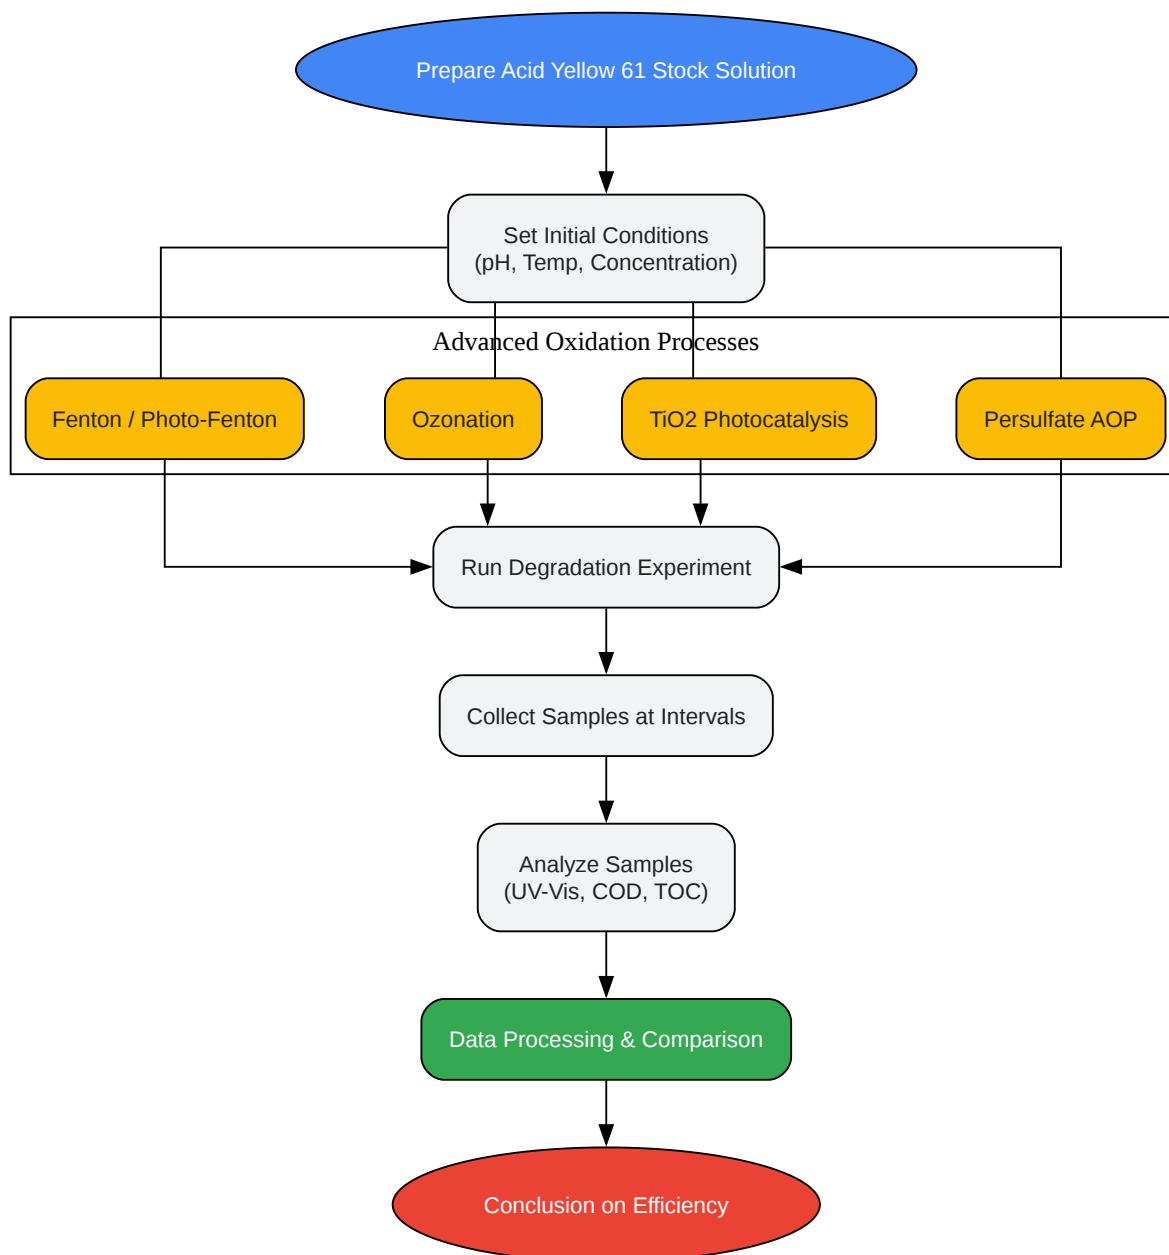 Prepare Acid Yellow 61 Stock Solution
Set Initial Conditions
(pH, Temp, Concentration)
Advanced Oxidation Processes
Fenton / Photo-Fenton
Ozonation
TiO2 Photocatalysis
Persulfate AOP
Run Degradation Experiment
Collect Samples at Intervals
Analyze Samples
(UV-Vis, COD, TOC)
Data Processing & Comparison
Conclusion on Efficiency